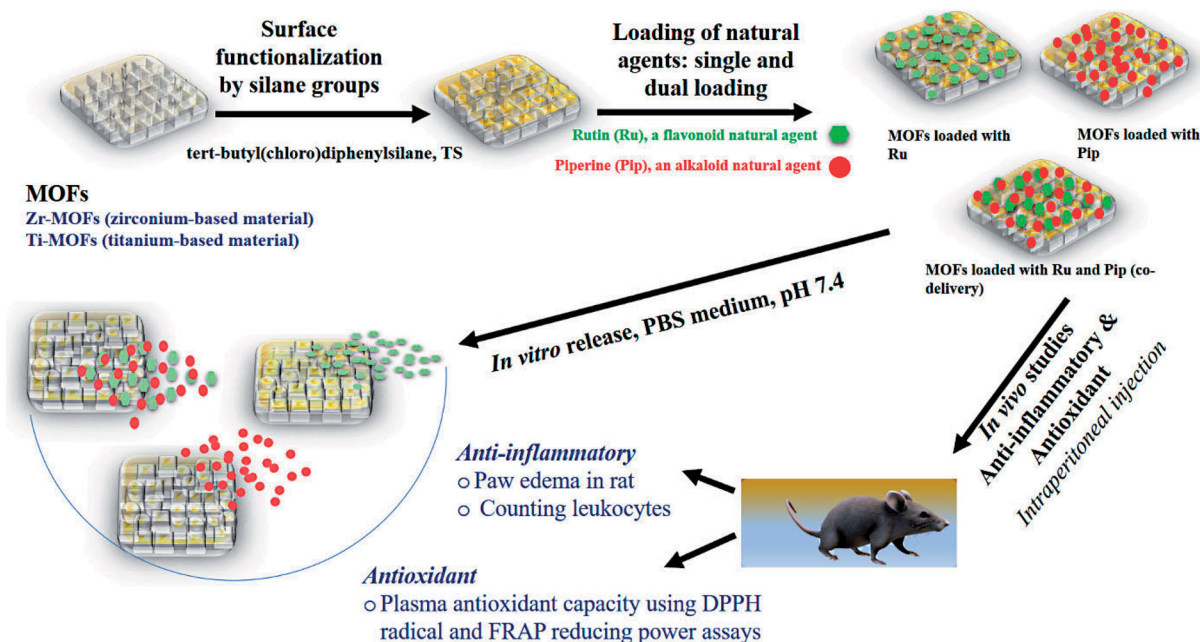 Surface
functionalization
by silane groups
tert-butyl(chloro)diphenylsilane, TS
Loading of natural
agents: single and
dual loading
Rutin (Ru), a flavonoid natural agent
Piperine (Pip), an alkaloid natural agent
MOFs loaded with
Ru
MOFs loaded with
Pip
MOFs
Zr-MOFs (zirconium-based material)
Ti-MOFs (titanium-based material)
MOFs loaded with Ru and Pip (co-
delivery)
In vitro release, PBS medium, pH 7.4
In vivo studies
Anti-inflammatory &
Antioxidant
Intraperitoneal injection
Anti-inflammatory
o Paw edema in rat
o Counting leukocytes
Antioxidant
o Plasma antioxidant capacity using DPPH
radical and FRAP reducing power assays